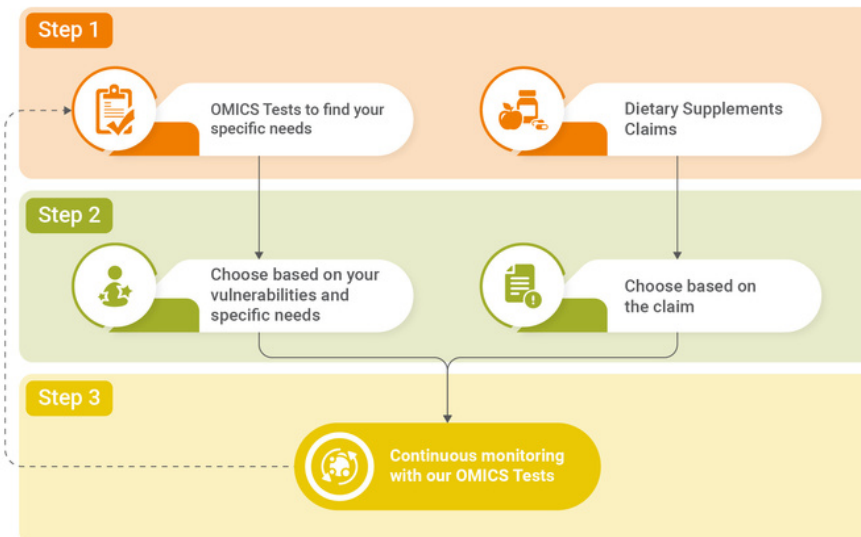 Step 1
OMICS Tests to find your
specific needs
Dietary Supplements
Claims
Step 2
Choose based on your
vulnerabilities and
specific needs
Choose based on
the claim
Step 3
Continuous monitoring
with our OMICS Tests